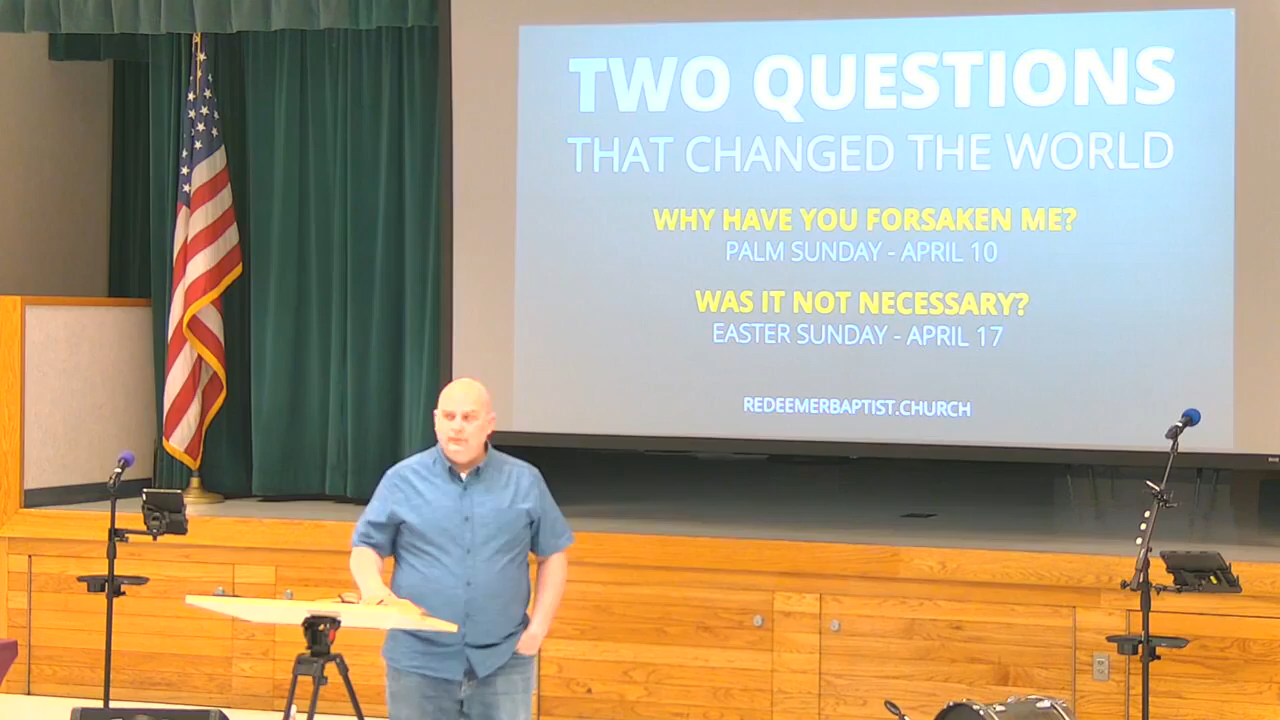 TWO QUESTIONS
THAT CHANGED THE WORLD
WHY HAVE YOU FORSAKEN ME?
PALM SUNDAY - APRIL 10
WAS IT NOT NECESSARY?
EASTER SUNDAY - APRIL 17
REDEEMERBAPTIST.CHURCH